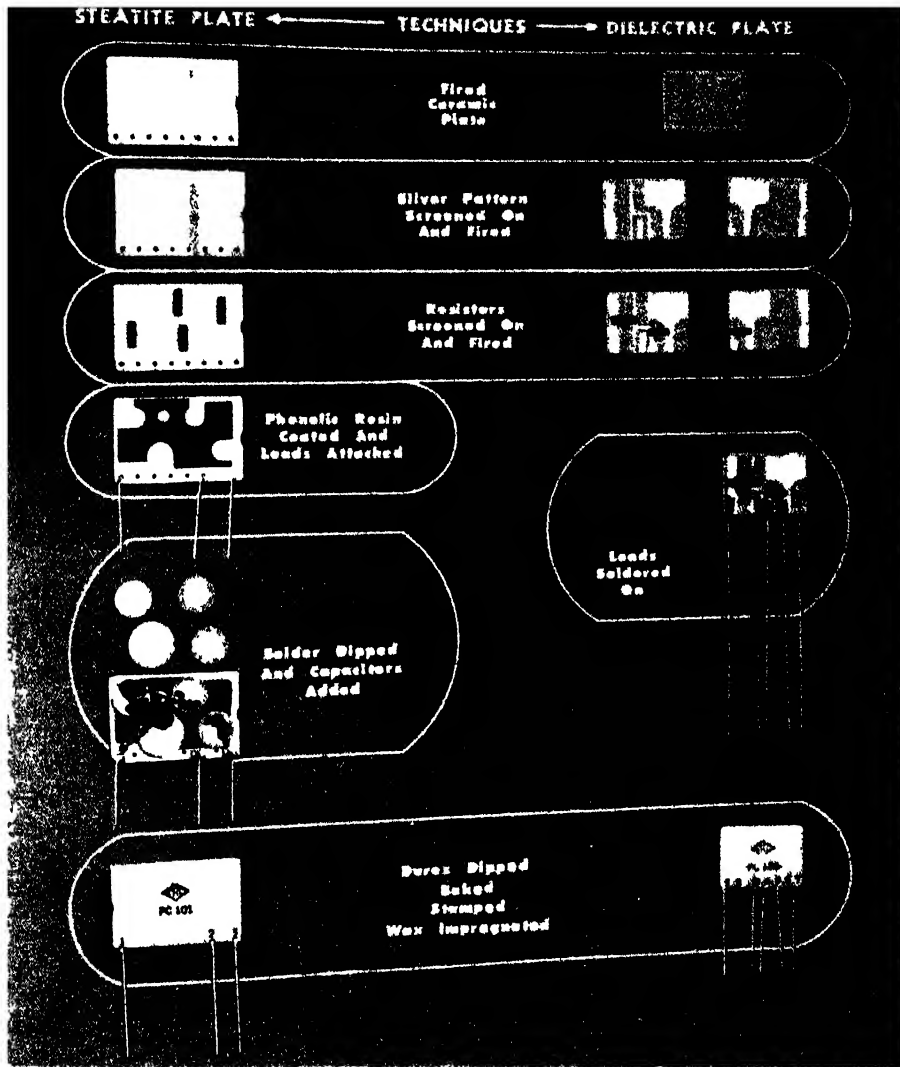 STEATITE PLATE
TECHNIQUES
DIELECTRIC PLATE
Fired
Ceramic
Plate
Silver Pattern
Screened On
And Fired
Resistors
Screened On
And Fired
Phenolic Resin
Coated And
Leads Attached
Leads
Soldered
On
Solder Dipped
And Capacitors
Added
Durez Dipped
Baked
Stamped
Wax Impregnated
PC 101